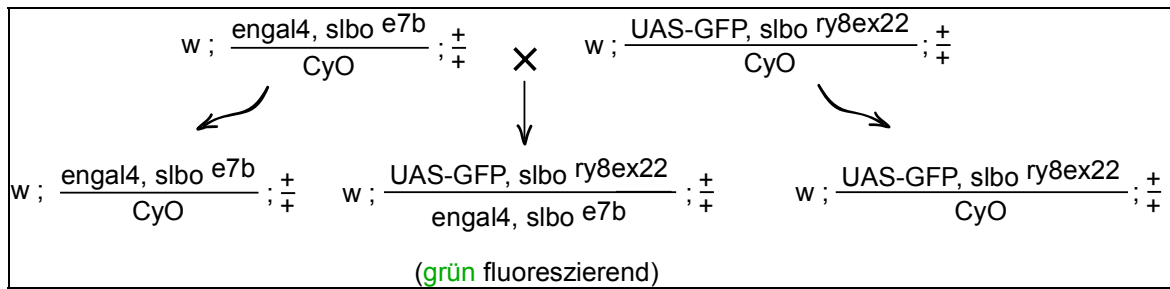 w ; engal4, slbo e7b / CyO ; + / + × w ; UAS-GFP, slbo ry8ex22 / CyO ; + / +
w ; engal4, slbo e7b / CyO ; + / + w ; UAS-GFP, slbo ry8ex22 / engal4, slbo e7b ; + / + w ; UAS-GFP, slbo ry8ex22 / CyO ; + / +
(grün fluoreszierend)